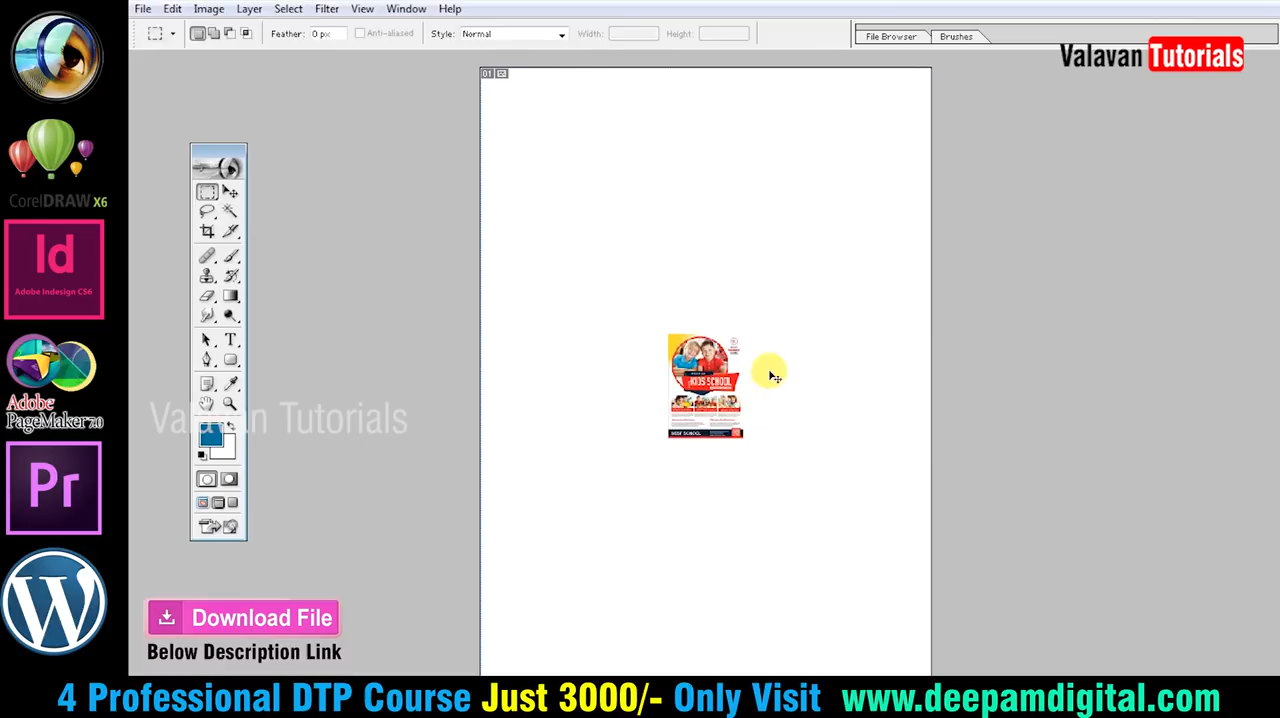 File Edit Image Layer Select Filter View Window Help
Feather: 0 px Anti-aliased Style: Normal Width: Height: File Browser Brushes
Valavan Tutorials
01
CorelDRAW X6
Id
Adobe Indesign CS6
Adobe
PageMaker 7.0
Pr
KIDS SCHOOL
Valavan Tutorials
T
W
Download File
Below Description Link
4 Professional DTP Course Just 3000/- Only Visit www.deepamdigital.com